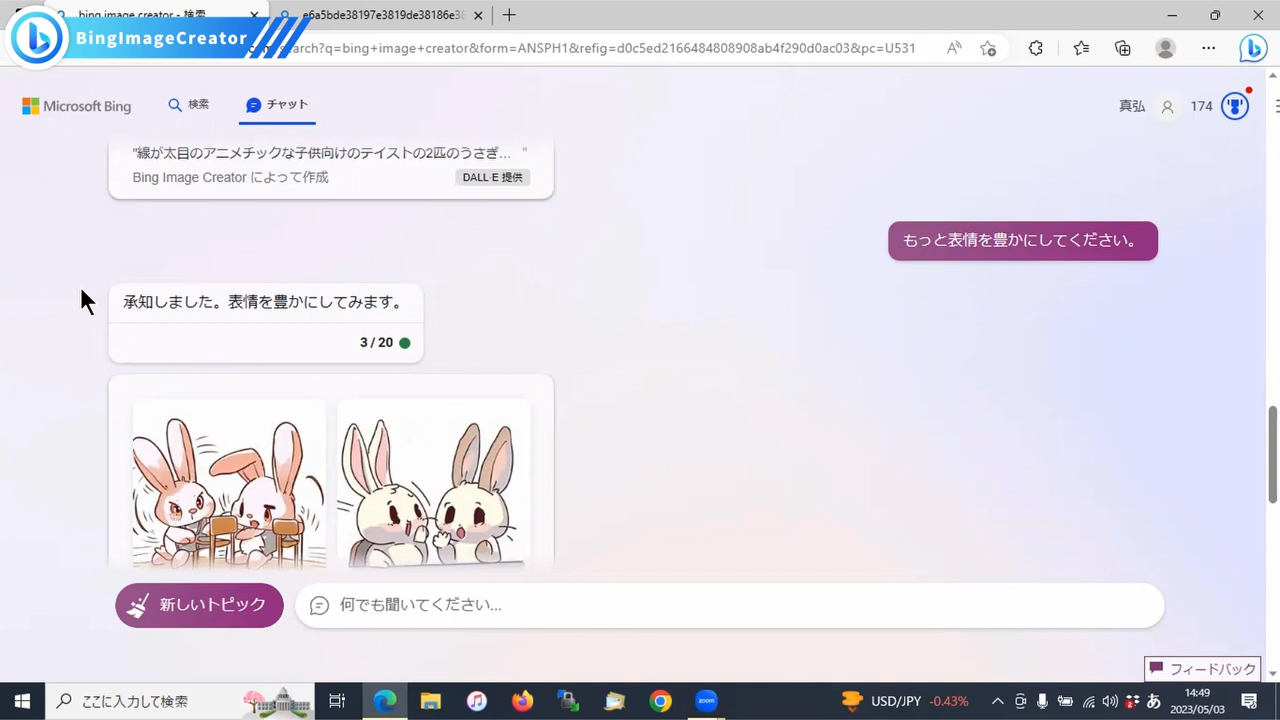 bing image creator - 検索
e6a5bde38197e3819de38186e38
BingImageCreator
search?q=bing+image+creator&form=ANSPH1&refig=d0c5ed2166484808908ab4f290d0ac03&pc=U531
Microsoft Bing
検索
チャット
真弘
174
"線が太目のアニメチックな子供向けのテイストの2匹のうさぎ... "
Bing Image Creator によって作成
DALL·E 提供
もっと表情を豊かにしてください。
承知しました。表情を豊かにしてみます。
3 / 20
新しいトピック
何でも聞いてください...
フィードバック
ここに入力して検索
zoom
USD/JPY -0.43%
あ
14:49
2023/05/03